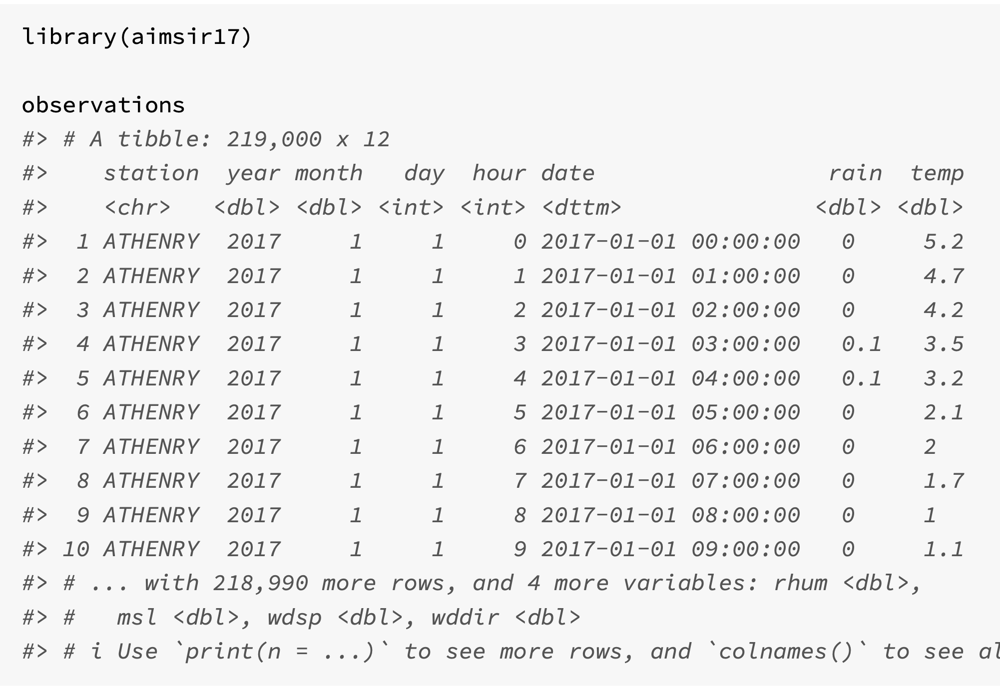 library(aimsir17)
observations
#> # A tibble: 219,000 x 12
#>    station  year month   day  hour date                 rain  temp
#>    <chr>   <dbl> <dbl> <int> <int> <dttm>              <dbl> <dbl>
#>  1 ATHENRY  2017     1     1     0 2017-01-01 00:00:00   0     5.2
#>  2 ATHENRY  2017     1     1     1 2017-01-01 01:00:00   0     4.7
#>  3 ATHENRY  2017     1     1     2 2017-01-01 02:00:00   0     4.2
#>  4 ATHENRY  2017     1     1     3 2017-01-01 03:00:00   0.1   3.5
#>  5 ATHENRY  2017     1     1     4 2017-01-01 04:00:00   0.1   3.2
#>  6 ATHENRY  2017     1     1     5 2017-01-01 05:00:00   0     2.1
#>  7 ATHENRY  2017     1     1     6 2017-01-01 06:00:00   0     2
#>  8 ATHENRY  2017     1     1     7 2017-01-01 07:00:00   0     1.7
#>  9 ATHENRY  2017     1     1     8 2017-01-01 08:00:00   0     1
#> 10 ATHENRY  2017     1     1     9 2017-01-01 09:00:00   0     1.1
#> # ... with 218,990 more rows, and 4 more variables: rhum <dbl>,
#> #   msl <dbl>, wdsp <dbl>, wddir <dbl>
#> # i Use `print(n = ...)` to see more rows, and `colnames()` to see